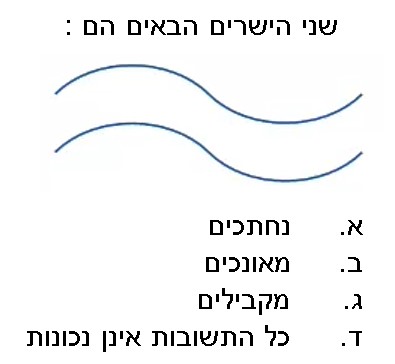 שני הישרים הבאים הם :
א. נחתכים
ב. מאונכים
ג. מקבילים
ד. כל התשובות אינן נכונות